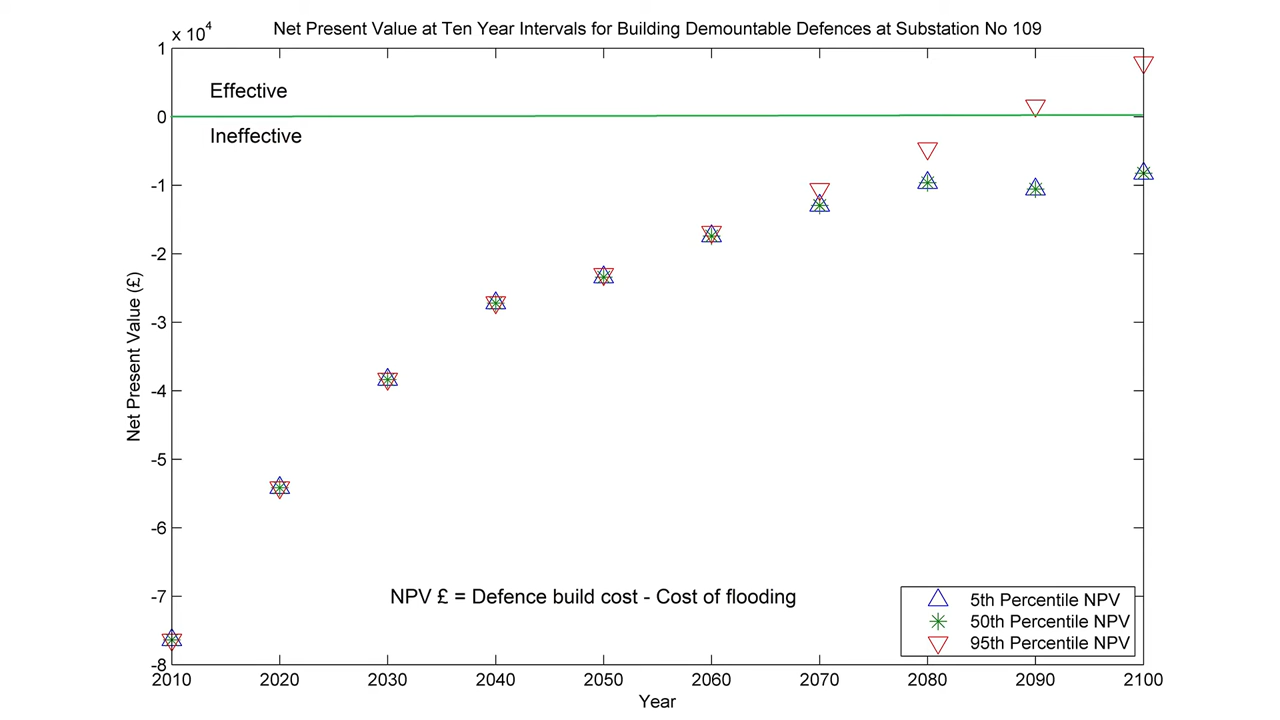 Net Present Value at Ten Year Intervals for Building Demountable Defences at Substation No 109
x 10⁴
1
Effective
0
Ineffective
-1
-2
-3
-4
-5
-6
-7
-8
Net Present Value (£)
NPV £ = Defence build cost - Cost of flooding
5th Percentile NPV
50th Percentile NPV
95th Percentile NPV
2010 2020 2030 2040 2050 2060 2070 2080 2090 2100
Year